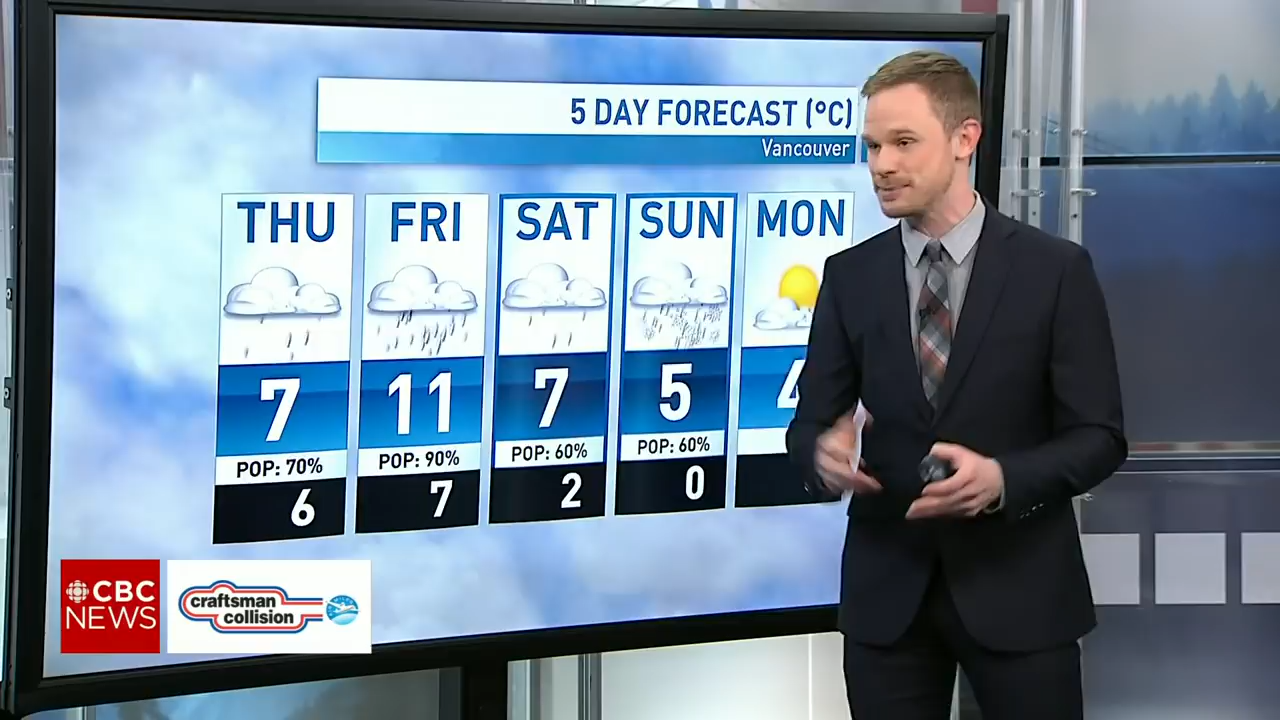 5 DAY FORECAST (°C)
Vancouver
THU FRI SAT SUN MON
7 11 7 5 4
POP: 70% POP: 90% POP: 60% POP: 60%
6 7 2 0
CBC
NEWS
craftsman
collision